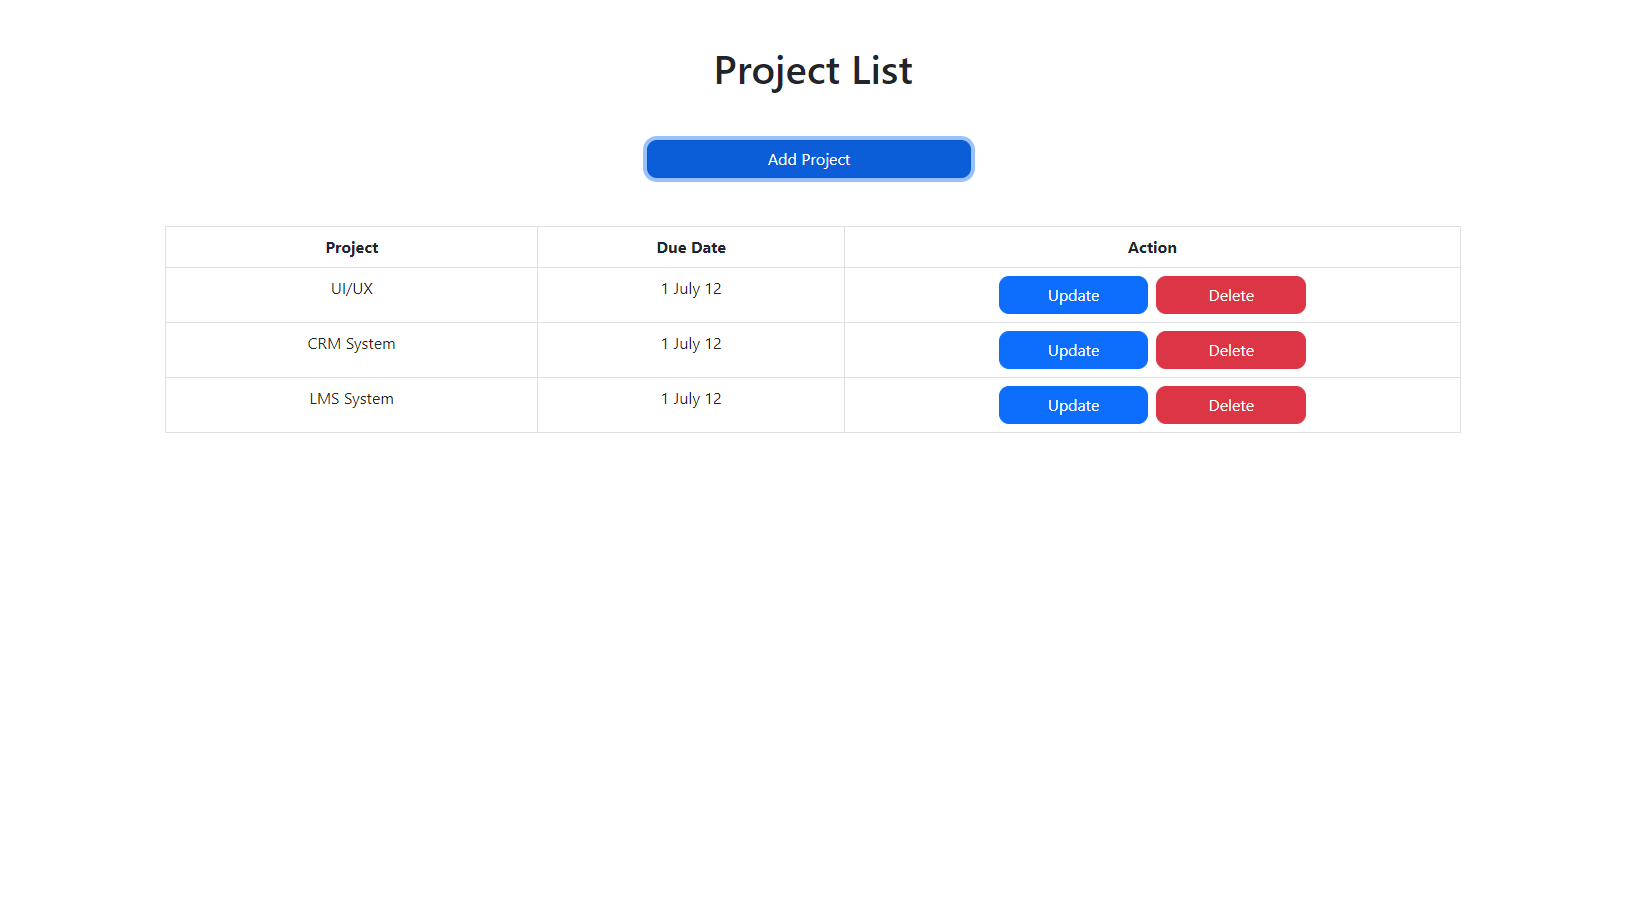 Project List
Add Project
Project Due Date Action
UI/UX 1 July 12 Update Delete
CRM System 1 July 12 Update Delete
LMS System 1 July 12 Update Delete